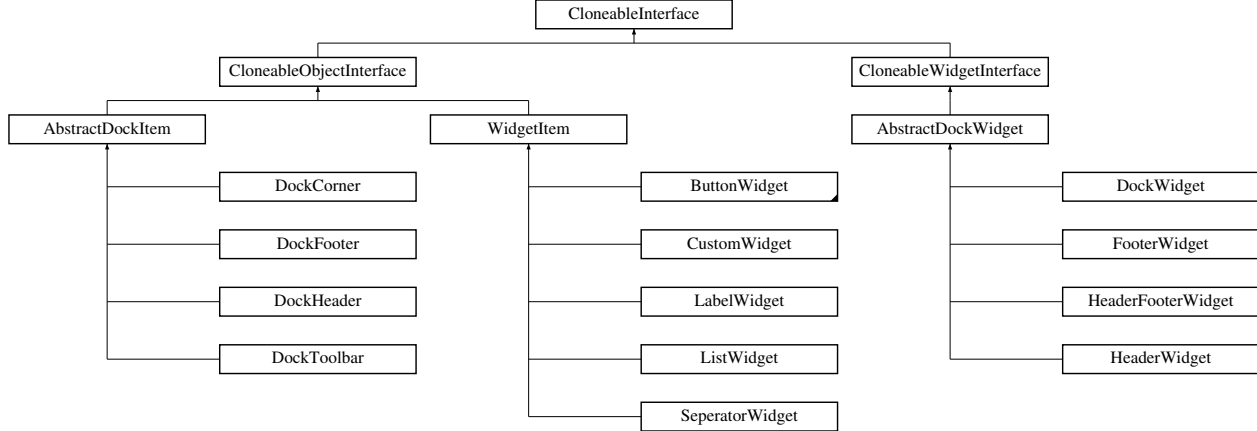 CloneableInterface
CloneableObjectInterface
CloneableWidgetInterface
AbstractDockItem
WidgetItem
AbstractDockWidget
DockCorner
ButtonWidget
DockWidget
DockFooter
CustomWidget
FooterWidget
DockHeader
LabelWidget
HeaderFooterWidget
DockToolbar
ListWidget
HeaderWidget
SeperatorWidget